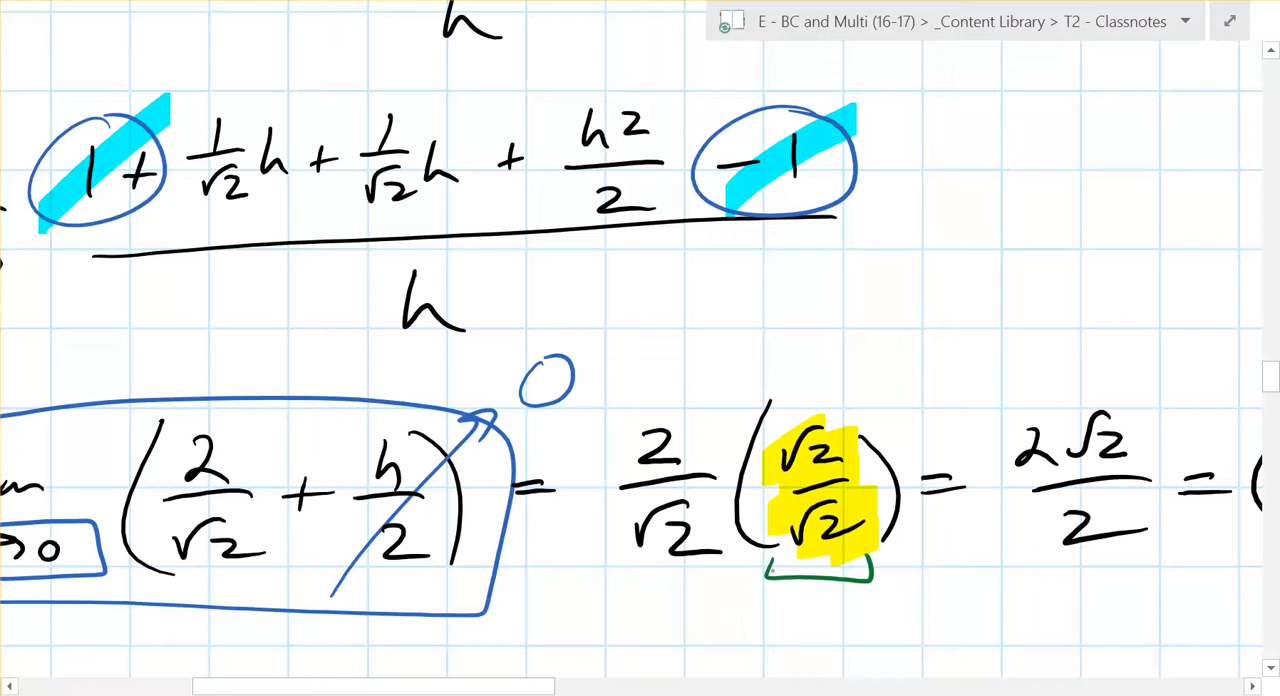 h
E - BC and Multi (16-17) > _Content Library > T2 - Classnotes
1 + 1/√2 h + 1/√2 h + h²/2 - 1
h
0
→0 (2/√2 + h/2) = 2/√2 (√2/√2) = 2√2/2 = (